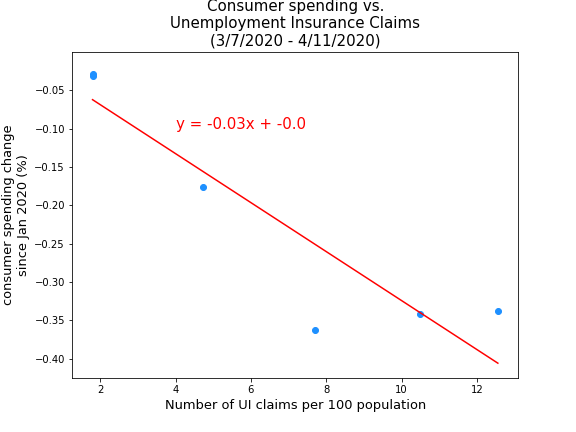 Consumer spending vs.
Unemployment Insurance Claims
(3/7/2020 - 4/11/2020)
consumer spending change
since Jan 2020 (%)
−0.05
−0.10
−0.15
−0.20
−0.25
−0.30
−0.35
−0.40
y = -0.03x + -0.0
2
4
6
8
10
12
Number of UI claims per 100 population